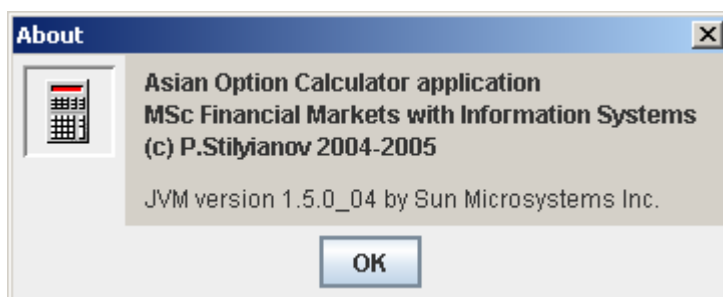 About
Asian Option Calculator application
MSc Financial Markets with Information Systems
(c) P.Stilyianov 2004-2005
JVM version 1.5.0_04 by Sun Microsystems Inc.
OK